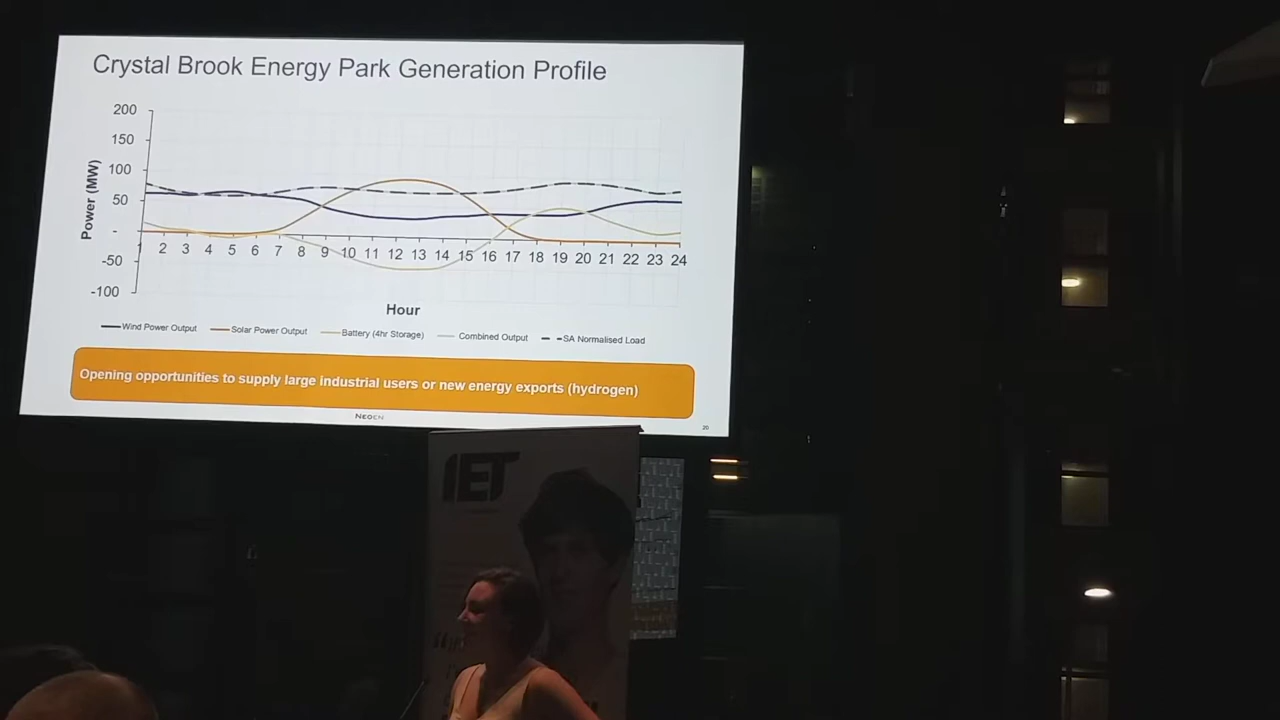 Crystal Brook Energy Park Generation Profile
200
150
100
50
-
-50
-100
Power (MW)
1 2 3 4 5 6 7 8 9 10 11 12 13 14 15 16 17 18 19 20 21 22 23 24
Hour
Wind Power Output Solar Power Output Battery (4hr Storage) Combined Output SA Normalised Load
Opening opportunities to supply large industrial users or new energy exports (hydrogen)
NEOEN
20
IET